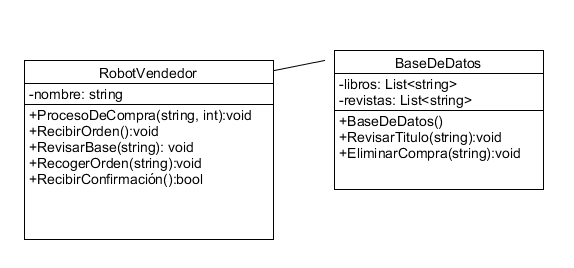 RobotVendedor
-nombre: string
+ProcesoDeCompra(string, int):void
+RecibirOrden():void
+RevisarBase(string): void
+RecogerOrden(string):void
+RecibirConfirmación():bool
BaseDeDatos
-libros: List<string>
-revistas: List<string>
+BaseDeDatos()
+RevisarTitulo(string):void
+EliminarCompra(string):void